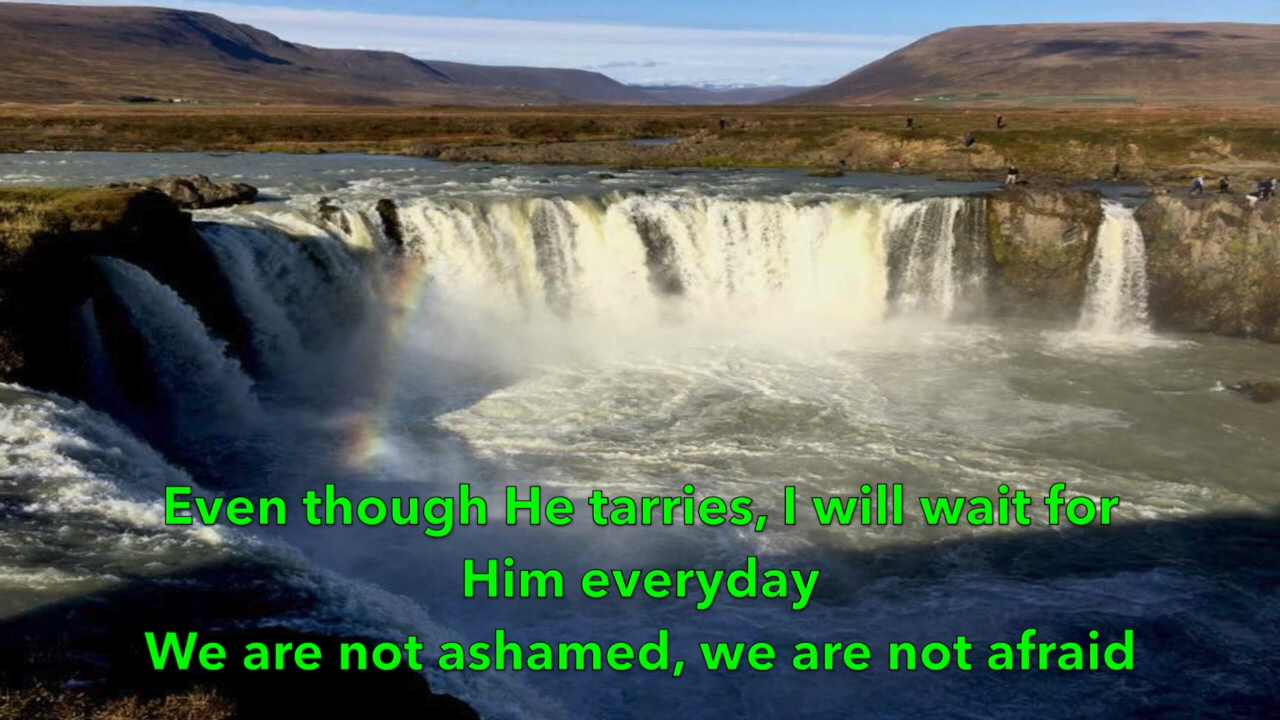 Even though He tarries, I will wait for
Him everyday
We are not ashamed, we are not afraid